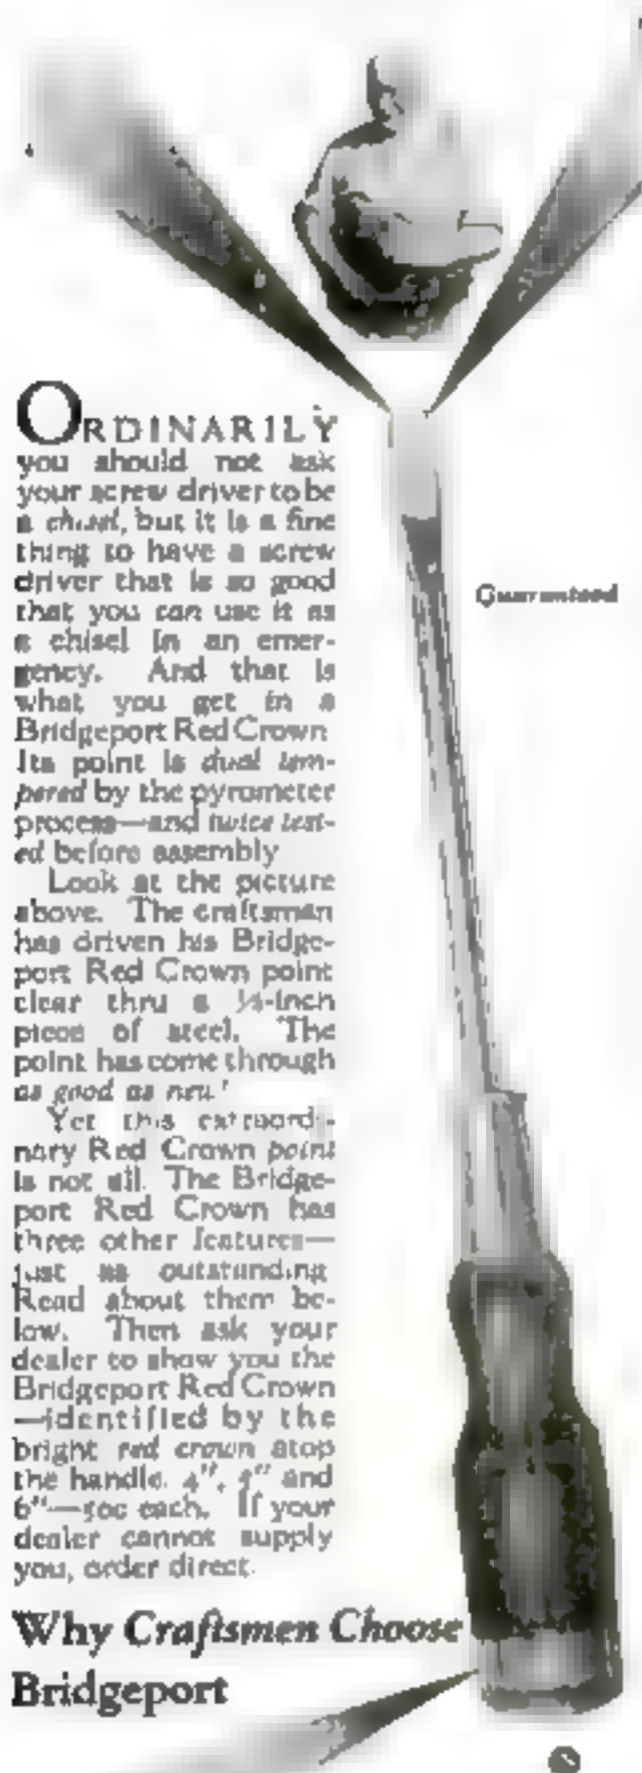 ORDINARILY
you should not ask
your screw driver to be
a chisel, but it is a fine
thing to have a screw
driver that is so good
that you can use it as
a chisel in an emer-
gency. And that is
what you get in a
Bridgeport Red Crown
Its point is dual tem-
pered by the pyrometer
process—and twice test-
ed before assembly
Look at the picture
above. The craftsman
has driven his Bridge-
port Red Crown point
clear thru a -inch
piece of steel. The
point has come through
as good as new!
Yet this extraordi-
nary Red Crown point
is not all. The Bridge-
port Red Crown has
three other features—
just as outstanding
Read about them be-
low. Then ask your
dealer to show you the
Bridgeport Red Crown
—identified by the
bright red crown atop
the handle. 4", 5" and
6"—50c each. If your
dealer cannot supply
you, order direct.
Guaranteed
Why Craftsmen Choose
Bridgeport